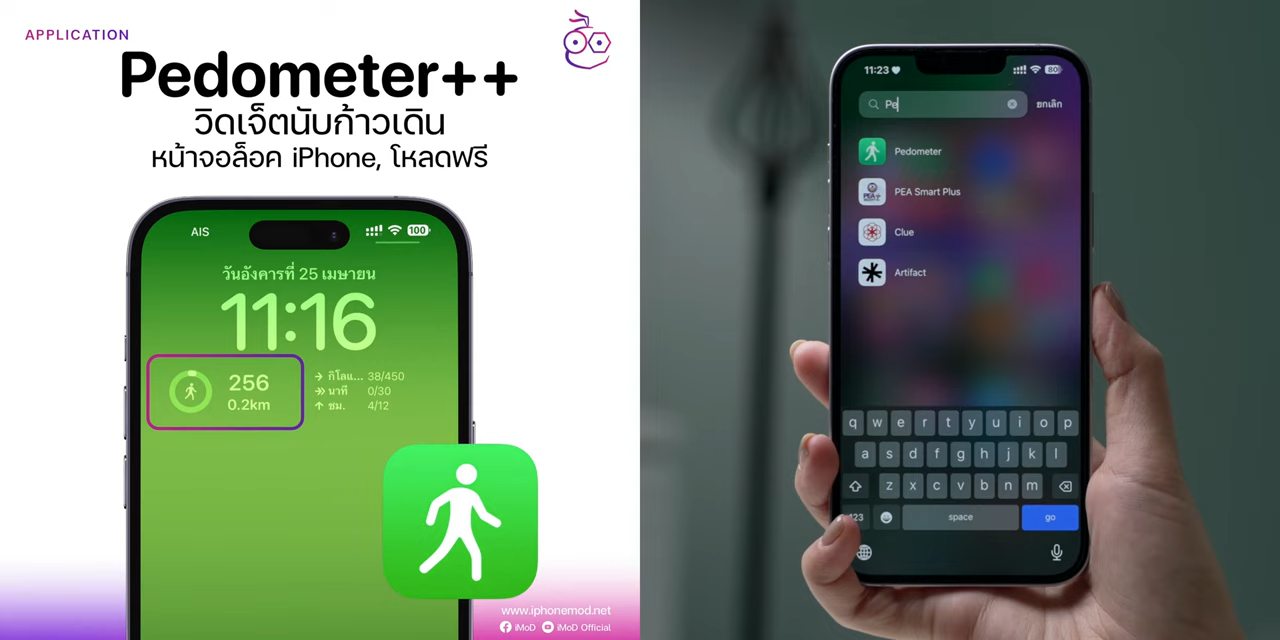 APPLICATION
Pedometer++
วิดเจ็ตนับก้าวเดิน
หน้าจอล็อค iPhone, โหลดฟรี
AIS
100
วันอังคารที่ 25 เมษายน
11:16
256
0.2km
กิโลแ... 38/450
นาที 0/30
ชม. 4/12
www.iphonemod.net
iMoD iMoD Official
11:23
80
Pe
ยกเลิก
Pedometer
PEA Smart Plus
PEA+
Clue
Artifact
q w e r t y u i o p
a s d f g h j k l
z x c v b n m
123 space go